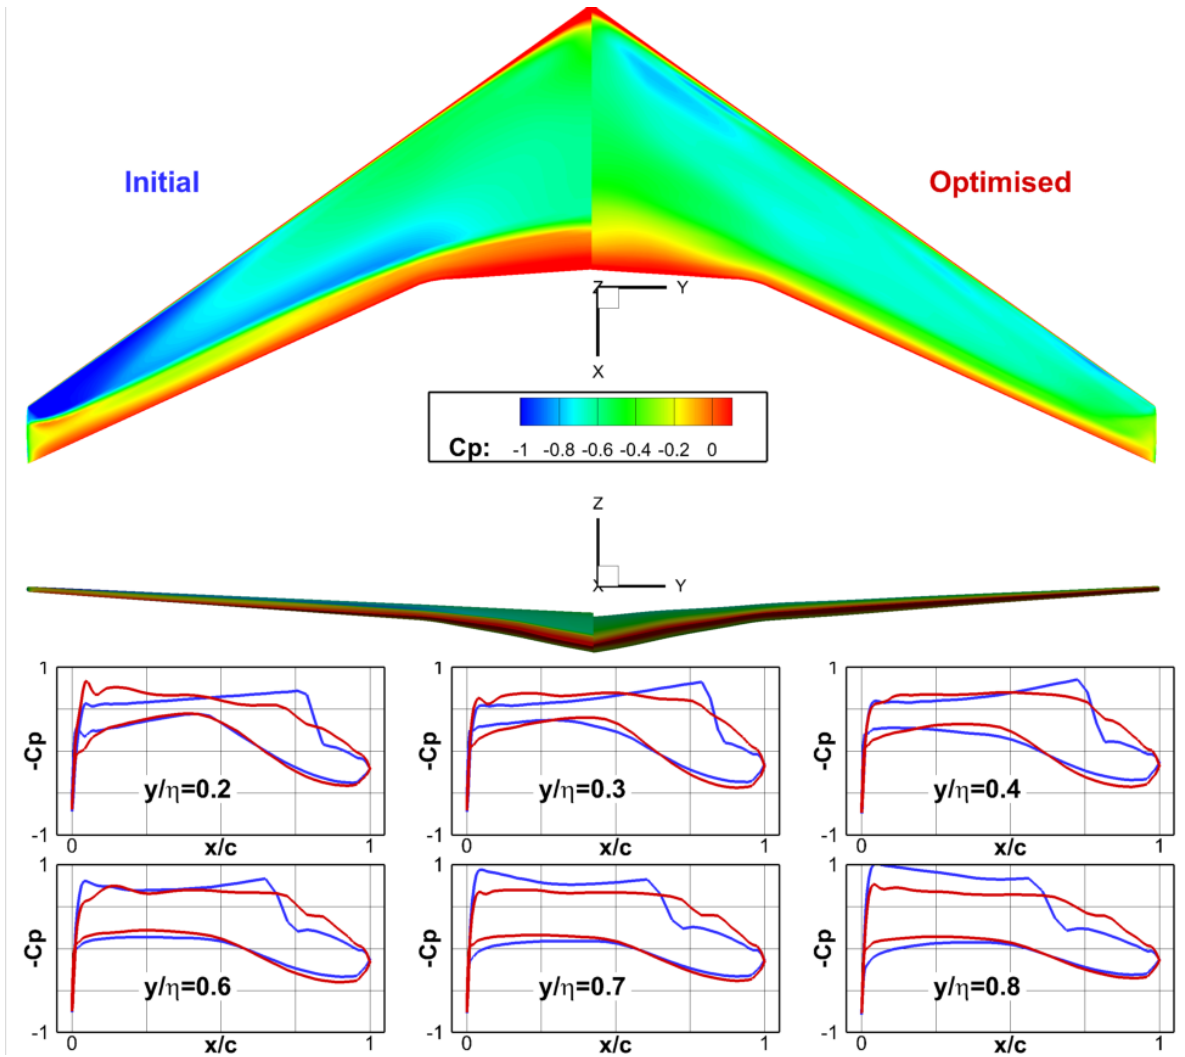 Initial
Optimised
Z
Y
X
Cp:
-1 -0.8 -0.6 -0.4 -0.2 0
Z
X
Y
1
-Cp
-1
y/η=0.2
0
x/c
1
1
-Cp
-1
y/η=0.3
0
x/c
1
1
-Cp
-1
y/η=0.4
0
x/c
1
1
-Cp
-1
y/η=0.6
0
x/c
1
1
-Cp
-1
y/η=0.7
0
x/c
1
1
-Cp
-1
y/η=0.8
0
x/c
1